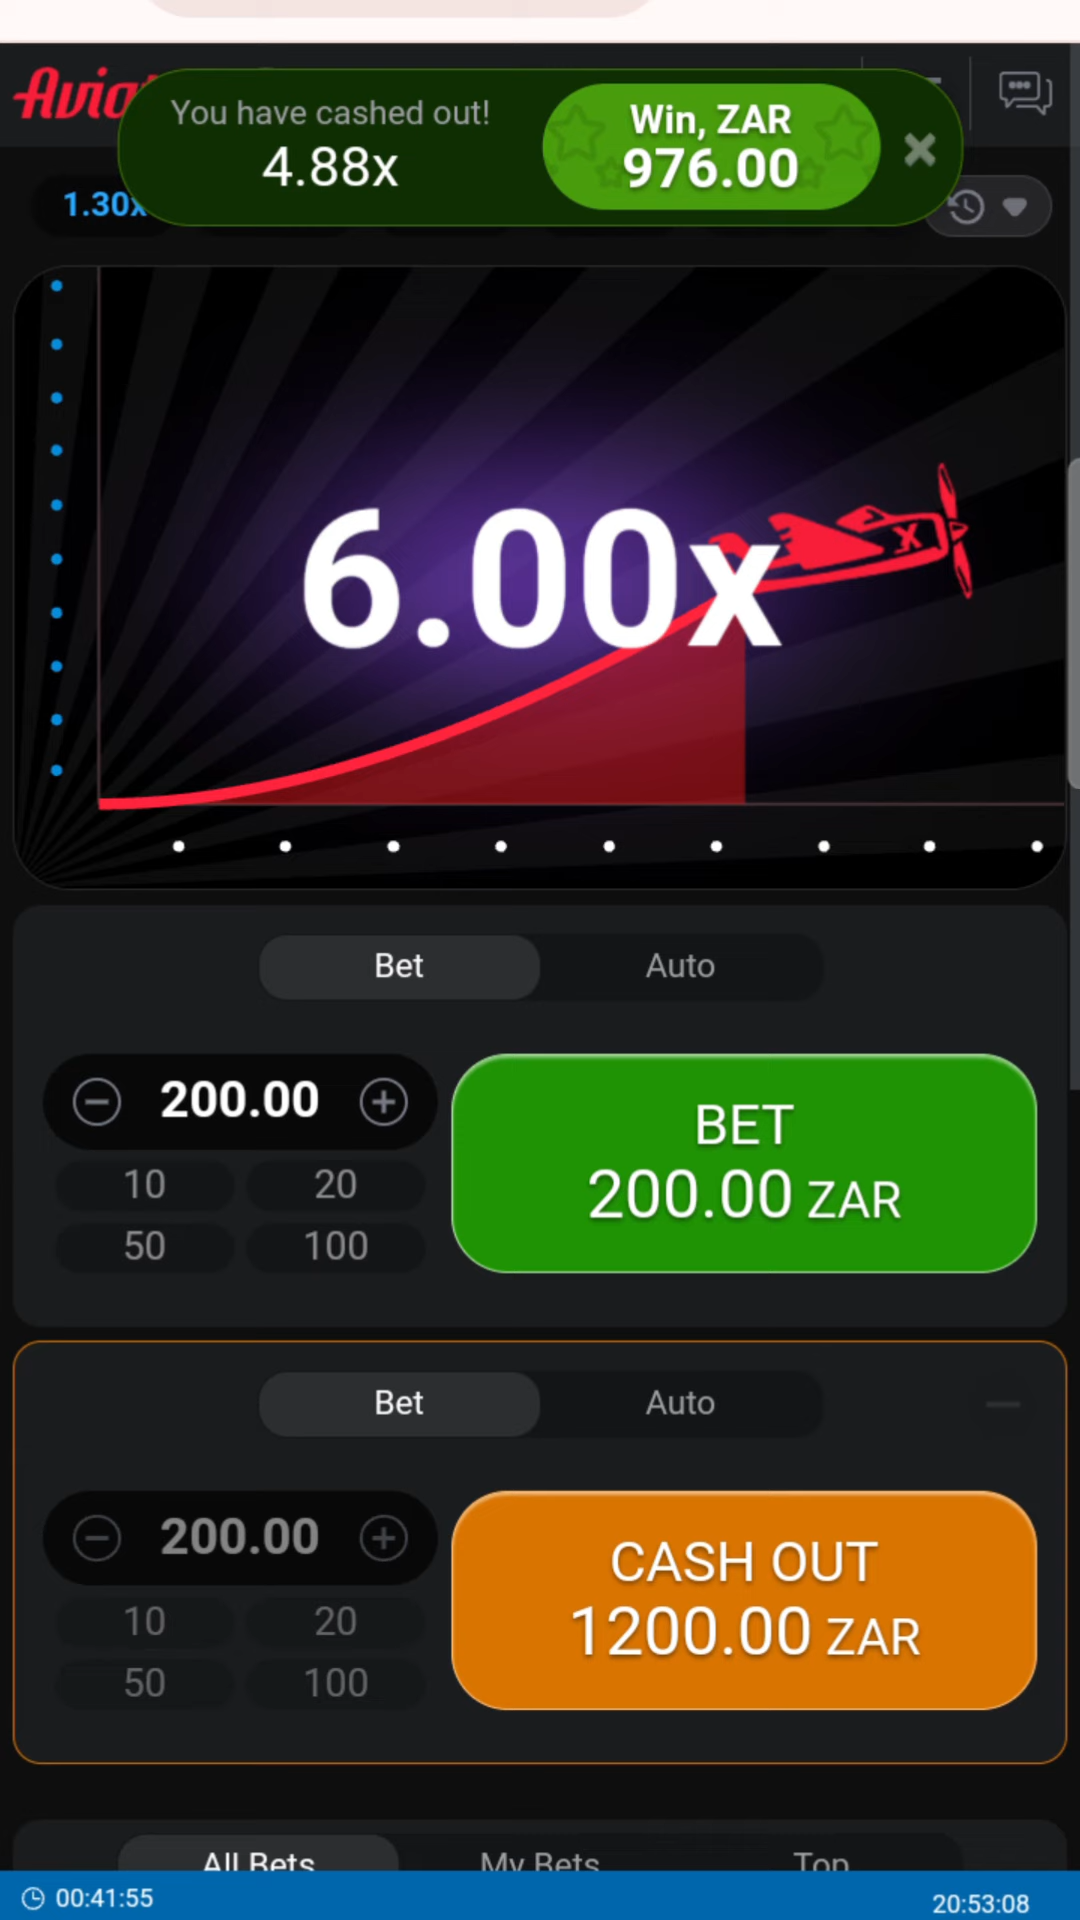 You have cashed out!
4.88x
Win, ZAR
976.00
1.30x
6.00x
X
Bet
Auto
200.00
10
20
50
100
BET
200.00 ZAR
Bet
Auto
200.00
10
20
50
100
CASH OUT
1200.00 ZAR
All Bets
My Bets
Top
00:41:55
20:53:08